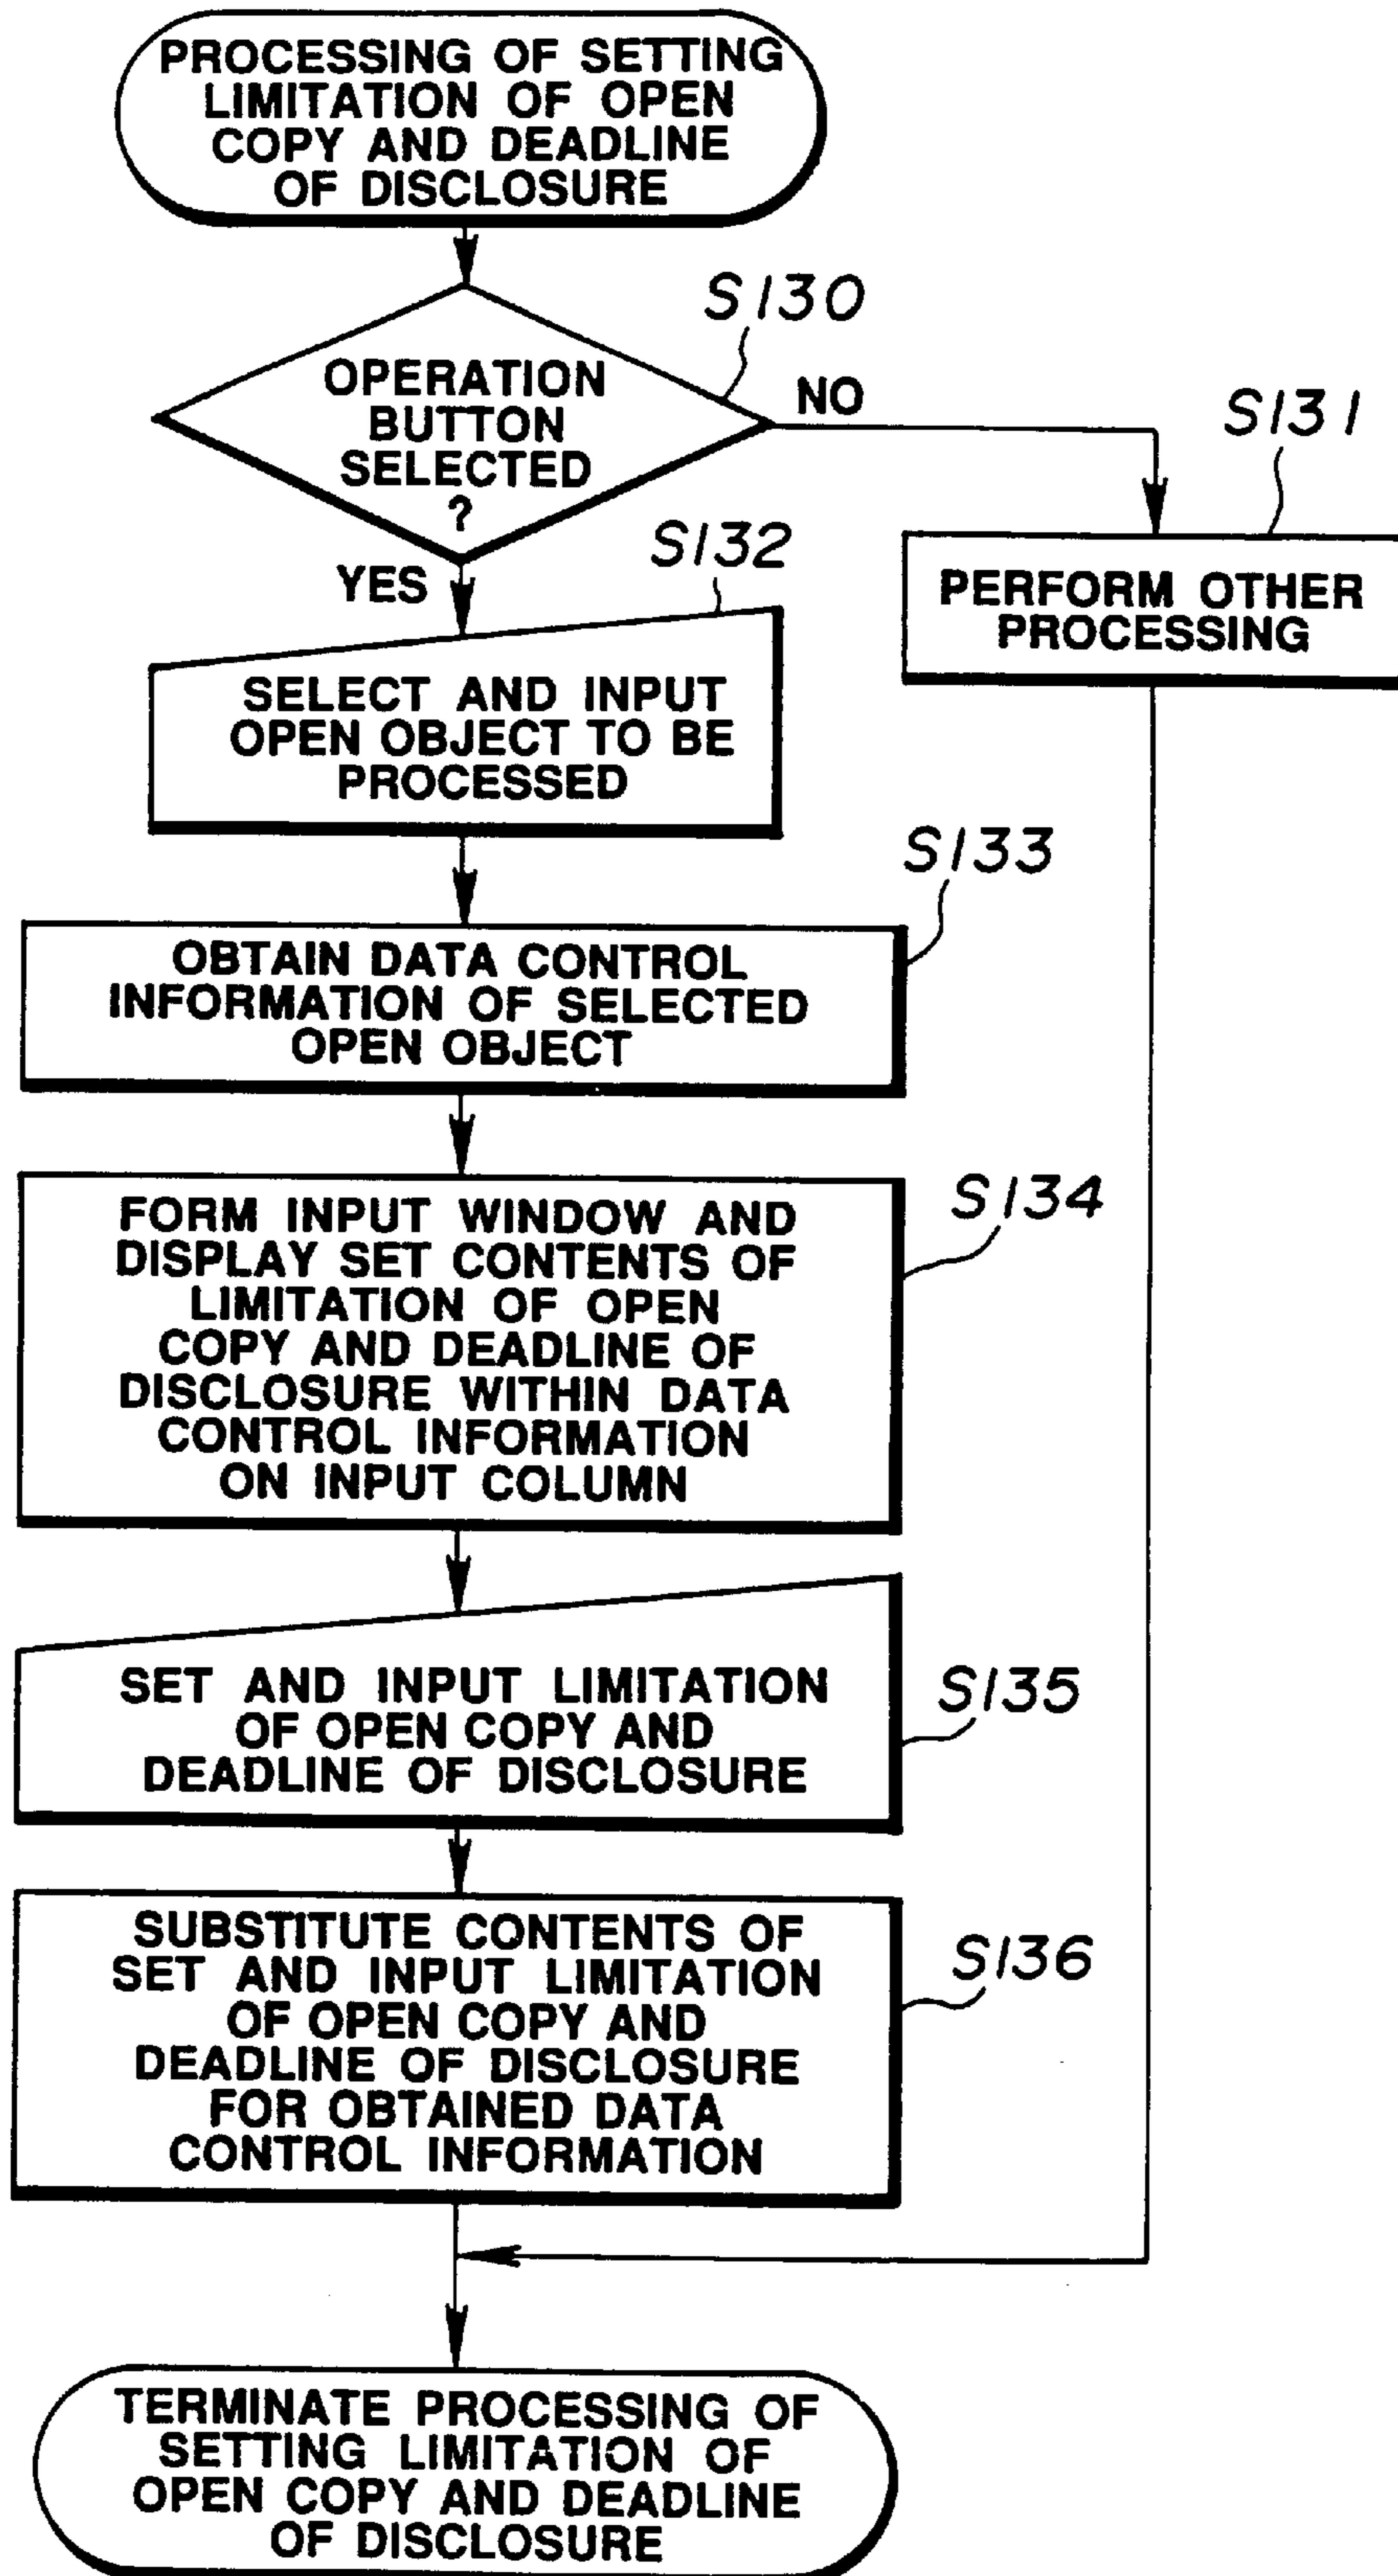 PROCESSING OF SETTING
LIMITATION OF OPEN
COPY AND DEADLINE
OF DISCLOSURE
S130
OPERATION
BUTTON
SELECTED
?
NO
YES
S131
PERFORM OTHER
PROCESSING
S132
SELECT AND INPUT
OPEN OBJECT TO BE
PROCESSED
S133
OBTAIN DATA CONTROL
INFORMATION OF SELECTED
OPEN OBJECT
S134
FORM INPUT WINDOW AND
DISPLAY SET CONTENTS OF
LIMITATION OF OPEN
COPY AND DEADLINE OF
DISCLOSURE WITHIN DATA
CONTROL INFORMATION
ON INPUT COLUMN
S135
SET AND INPUT LIMITATION
OF OPEN COPY AND
DEADLINE OF DISCLOSURE
S136
SUBSTITUTE CONTENTS OF
SET AND INPUT LIMITATION
OF OPEN COPY AND
DEADLINE OF DISCLOSURE
FOR OBTAINED DATA
CONTROL INFORMATION
TERMINATE PROCESSING OF
SETTING LIMITATION OF
OPEN COPY AND DEADLINE
OF DISCLOSURE